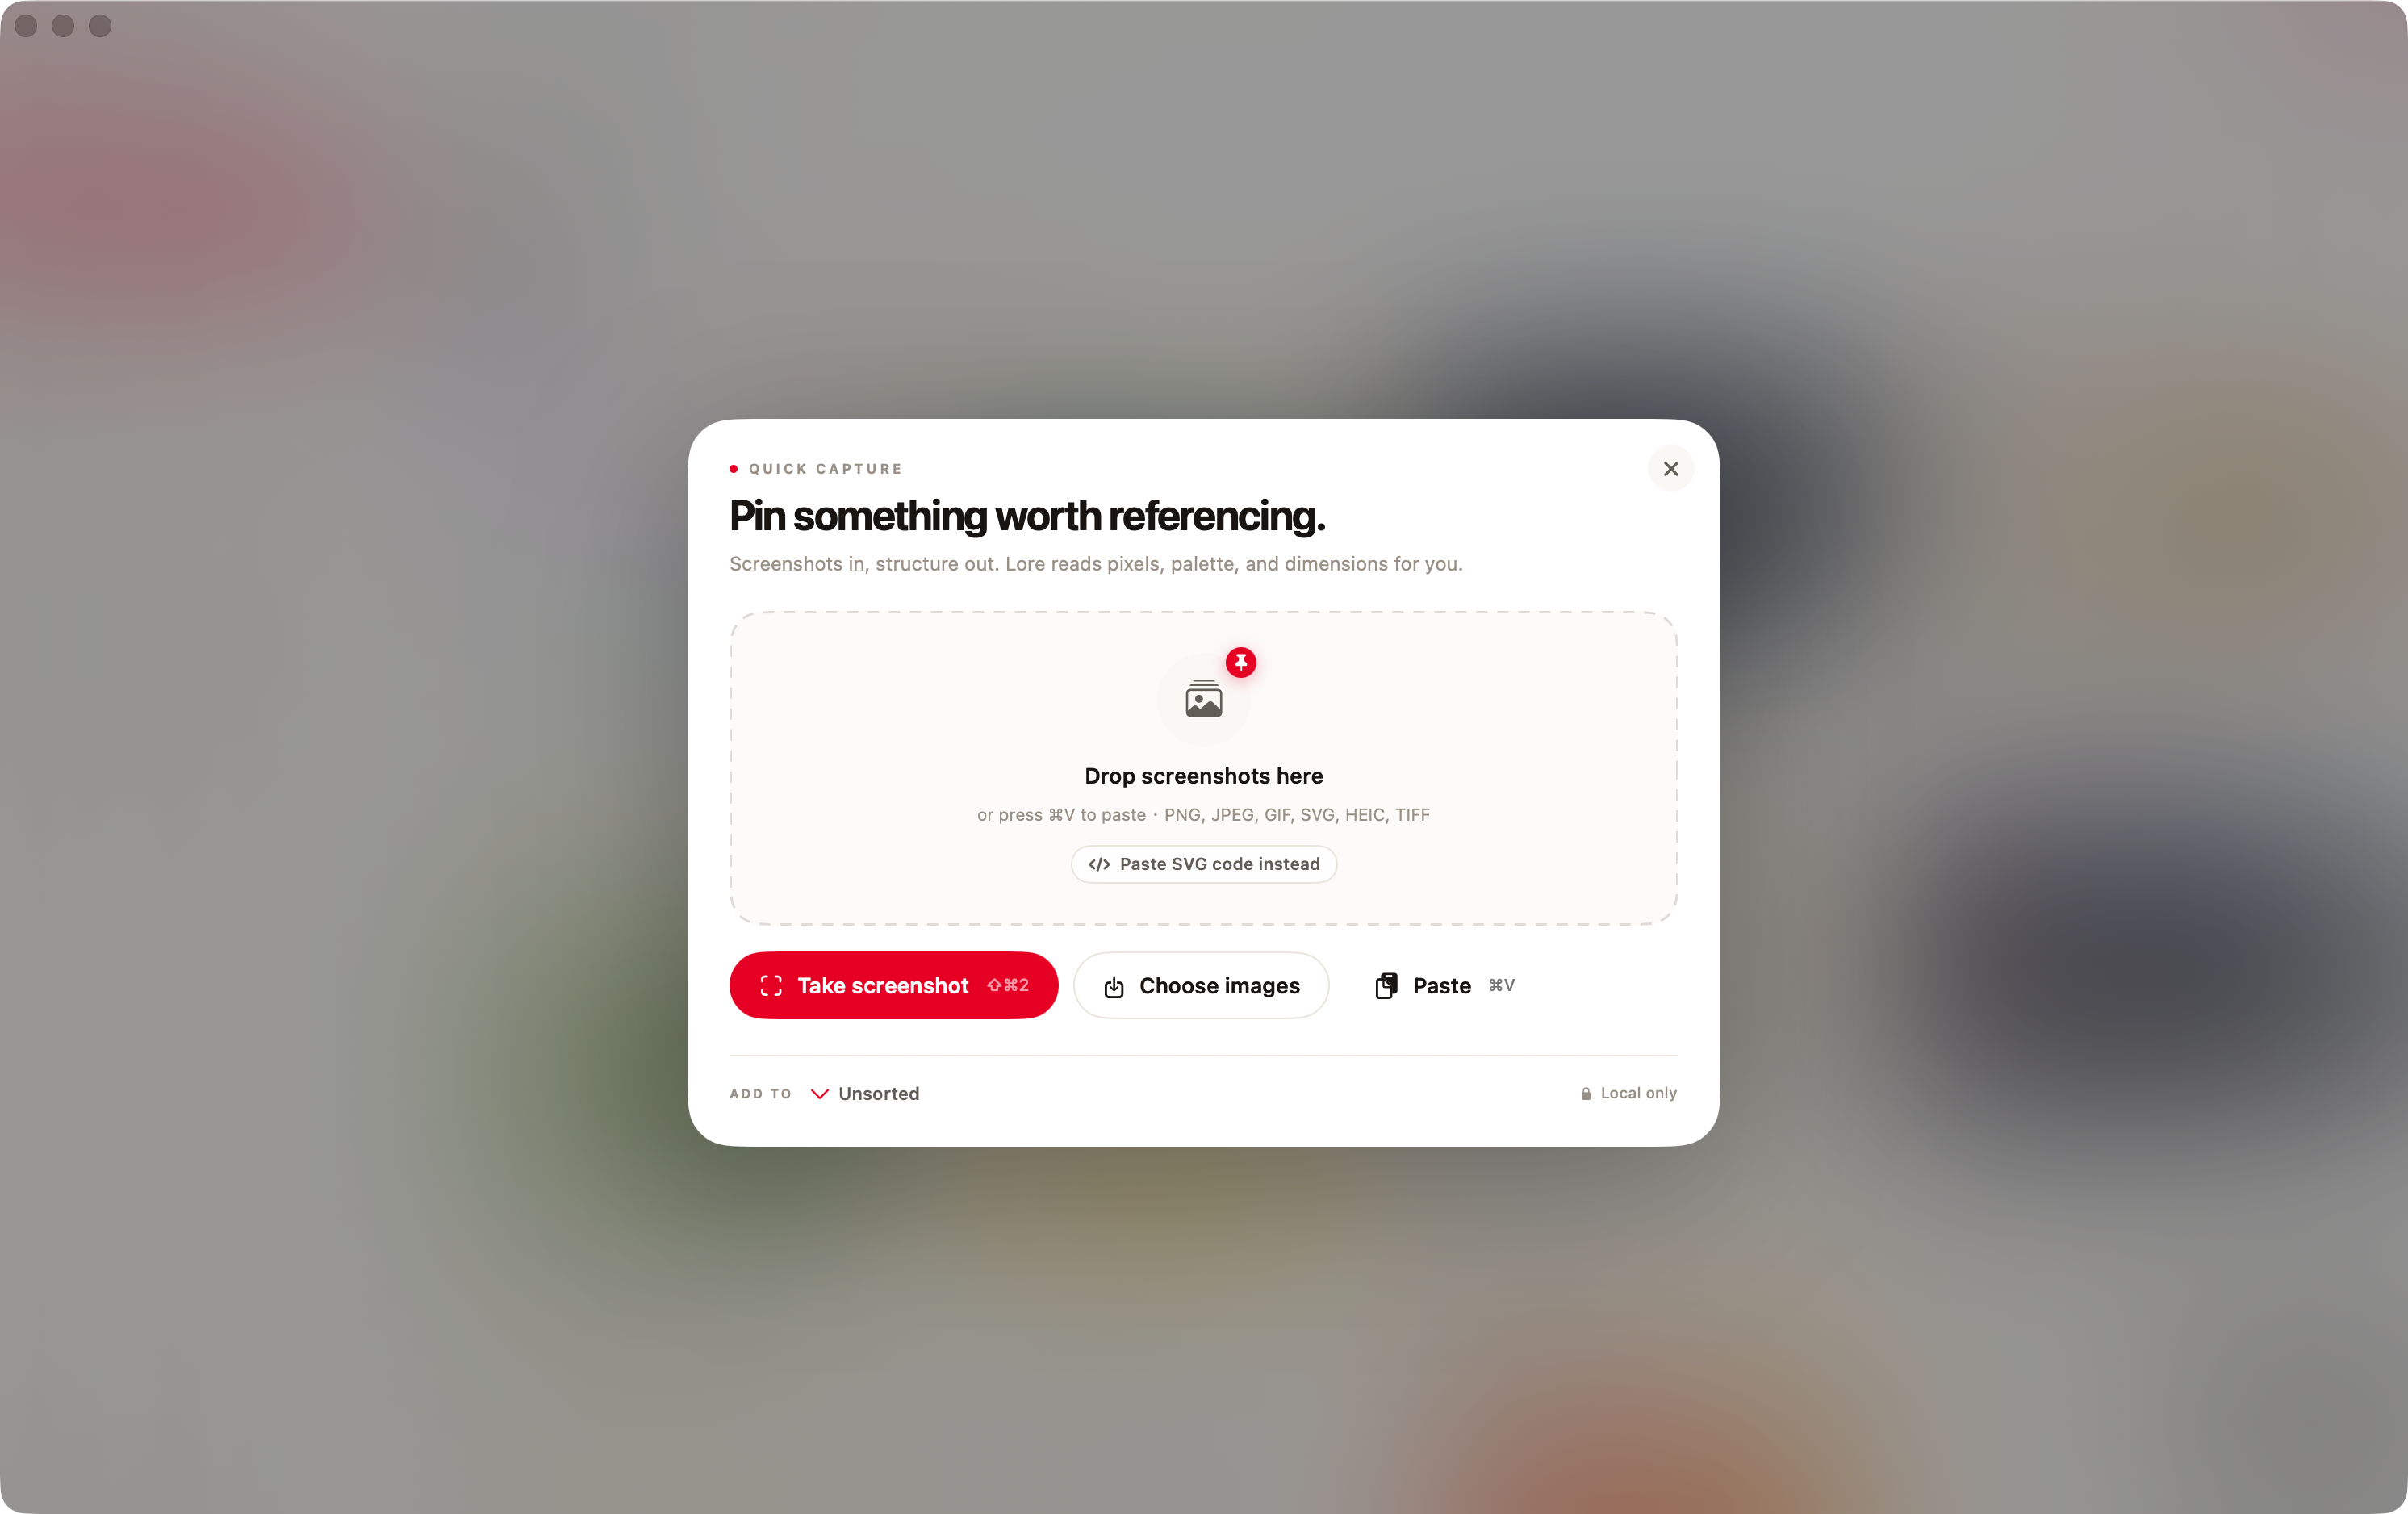 QUICK CAPTURE
Pin something worth referencing.
Screenshots in, structure out. Lore reads pixels, palette, and dimensions for you.
Drop screenshots here
or press ⌘V to paste · PNG, JPEG, GIF, SVG, HEIC, TIFF
</> Paste SVG code instead
Take screenshot ⇧⌘2
Choose images
Paste ⌘V
ADD TO Unsorted
Local only